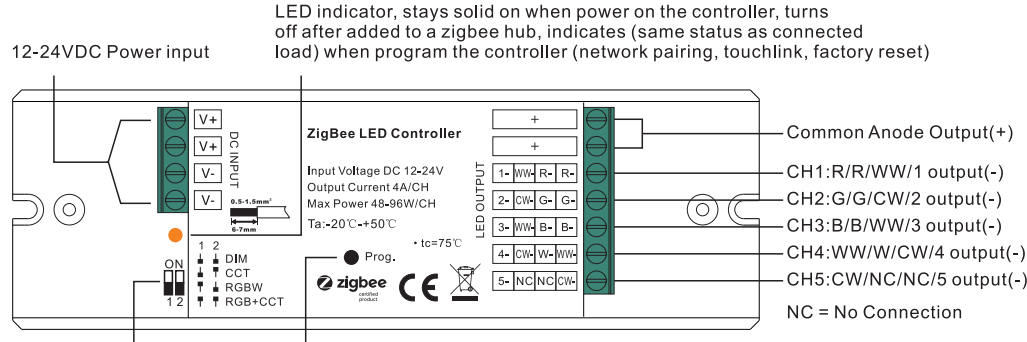 LED indicator, stays solid on when power on the controller, turns
off after added to a zigbee hub, indicates (same status as connected
load) when program the controller (network pairing, touchlink, factory reset)
12-24VDC Power input
V+
V+
V-
V-
DC INPUT
0.5-1.5mm²
6-7mm
ZigBee LED Controller
Input Voltage DC 12-24V
Output Current 4A/CH
Max Power 48-96W/CH
Ta:-20℃-+50℃
• tc=75℃
Prog.
zigbee
certified
product
CE
ON
1 2
1 2
DIM
CCT
RGBW
RGB+CCT
LED OUTPUT
+
+
1- WW- R- R-
2- CW- G- G-
3- WW- B- B-
4- CW- W- WW-
5- NC NC CW-
Common Anode Output(+)
CH1:R/R/WW/1 output(-)
CH2:G/G/CW/2 output(-)
CH3:B/B/WW/3 output(-)
CH4:WW/W/CW/4 output(-)
CH5:CW/NC/NC/5 output(-)
NC = No Connection